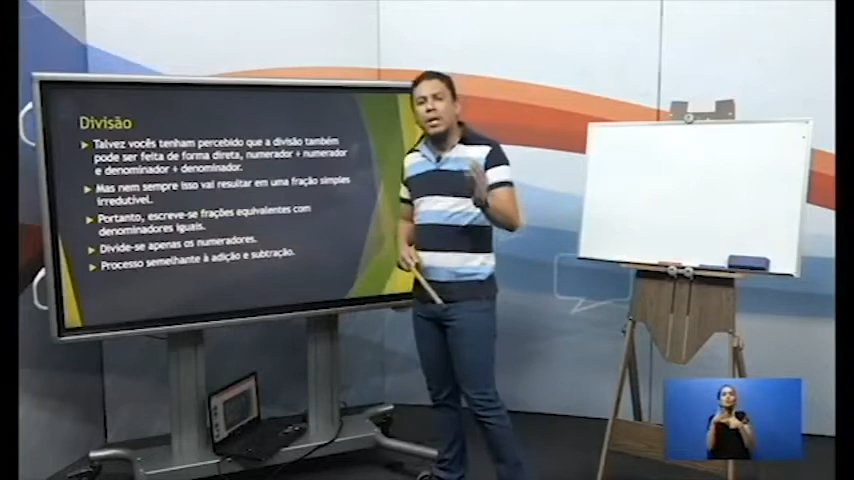 Divisão
Talvez vocês tenham percebido que a divisão também
pode ser feita de forma direta, numerador ÷ numerador
e denominador ÷ denominador.
Mas nem sempre isso vai resultar em uma fração simples
irredutível.
Portanto, escreve-se frações equivalentes com
denominadores iguais.
Divide-se apenas os numeradores.
Processo semelhante à adição e subtração.